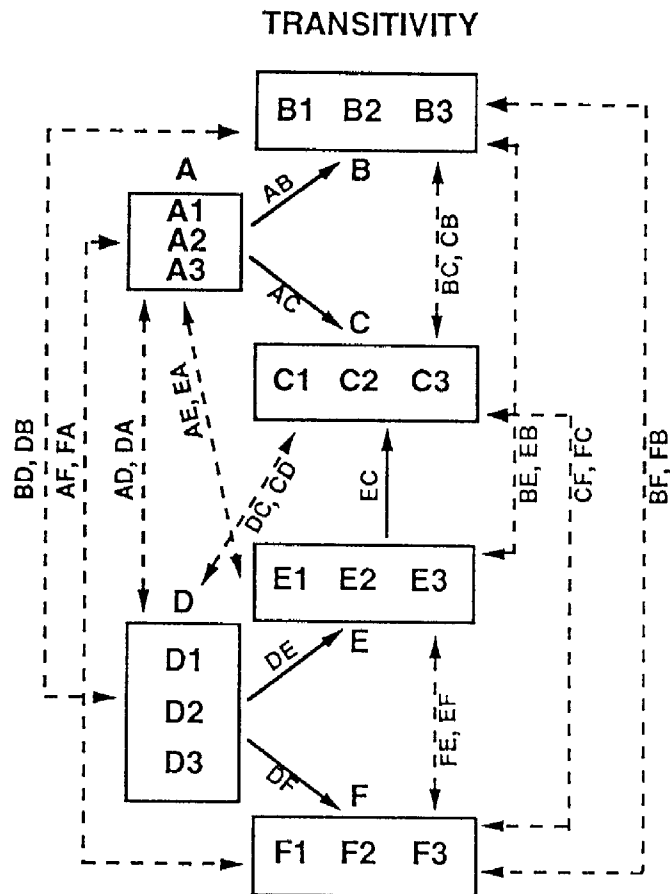 TRANSITIVITY
B1 B2 B3
A
B
AB
A1
A2
A3
AC
BC, CB
C
C1 C2 C3
BD, DB
AF, FA
AD, DA
AE, EA
DC, CD
EC
BE, EB
CF, FC
BF, FB
E1 E2 E3
D
E
DE
D1
D2
D3
DF
FE, EF
F
F1 F2 F3